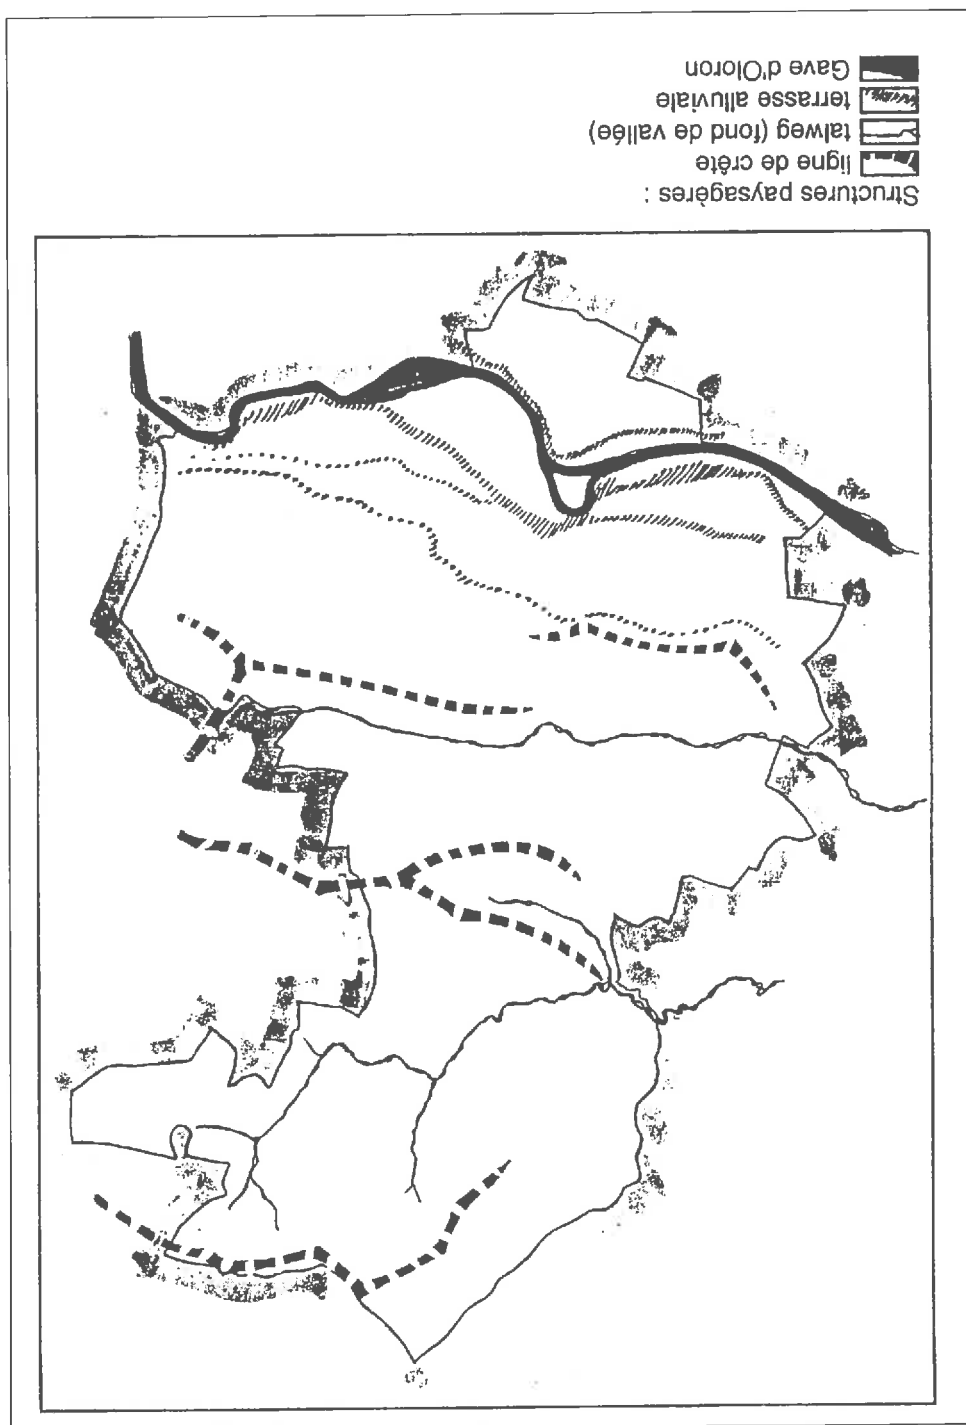 Structures paysagères :
ligne de crête
talweg (fond de vallée)
terrasse alluviale
Gave d'Oloron